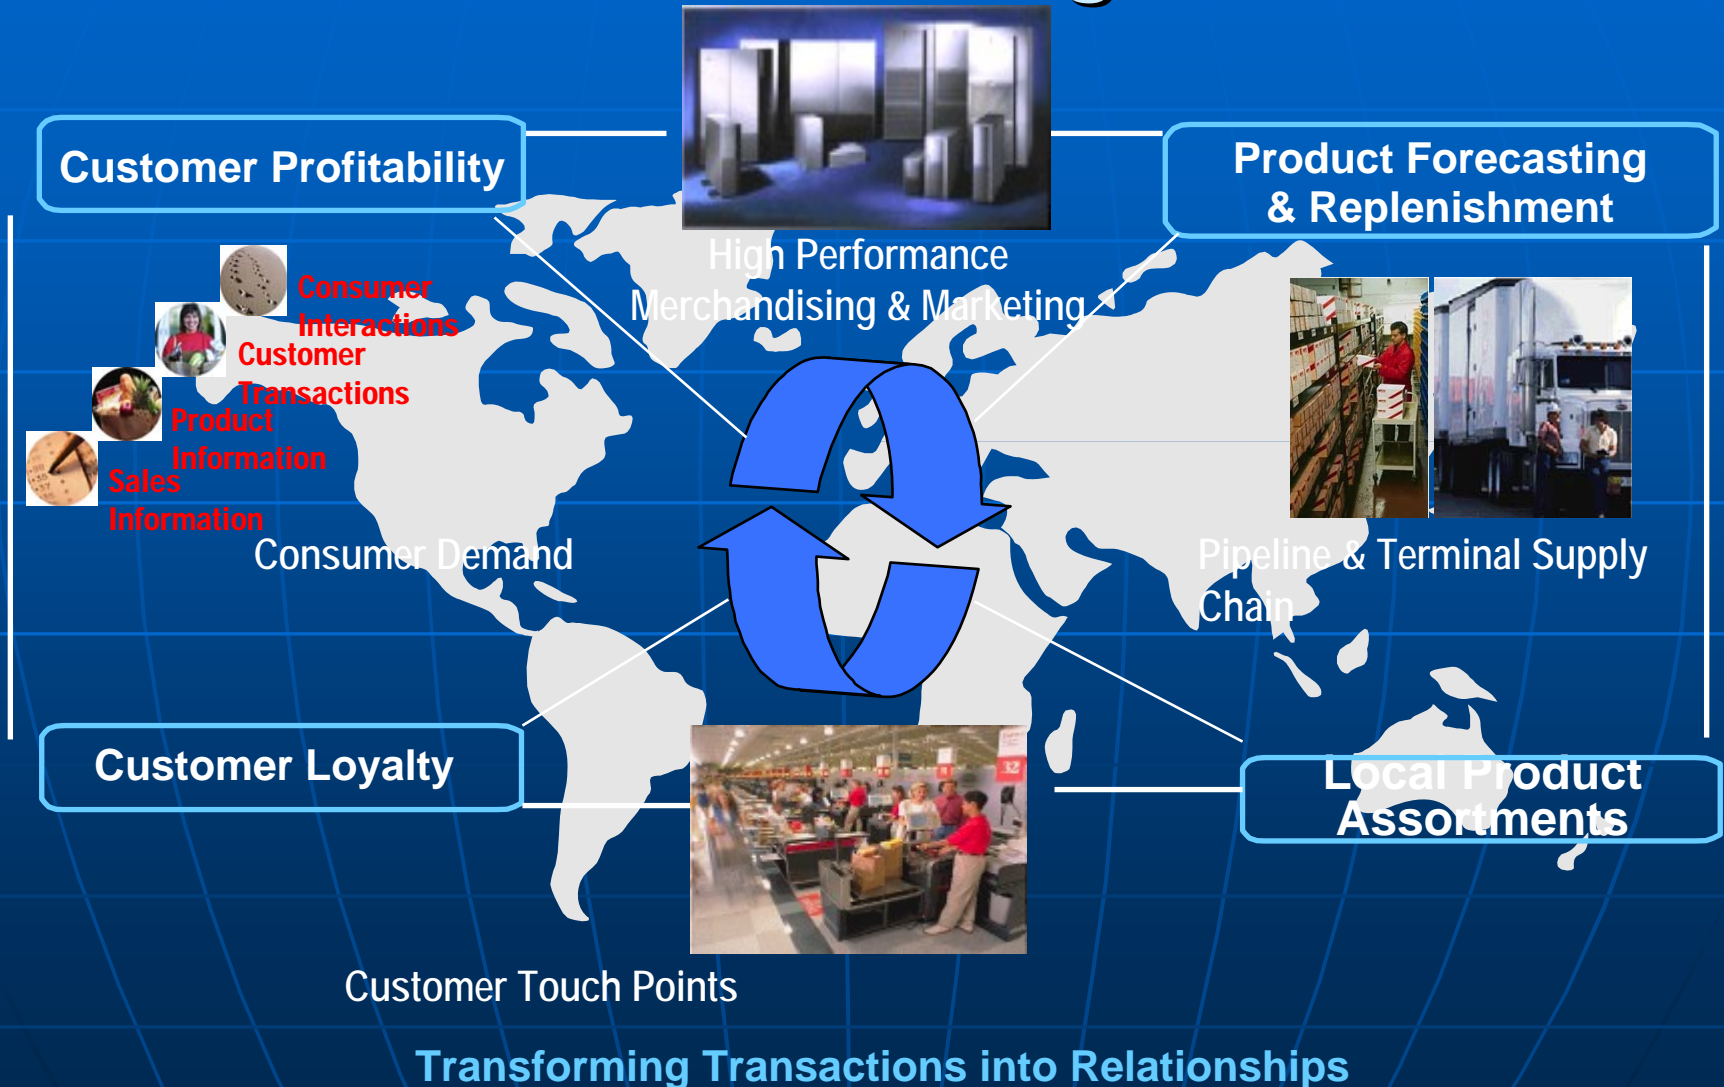 Customer Profitability
Product Forecasting
& Replenishment
High Performance
Merchandising & Marketing
Consumer
Interactions
Customer
Transactions
Product
Information
Sales
Information
Consumer Demand
Pipeline & Terminal Supply
Chain
Customer Loyalty
Local Product
Assortments
32
Customer Touch Points
Transforming Transactions into Relationships